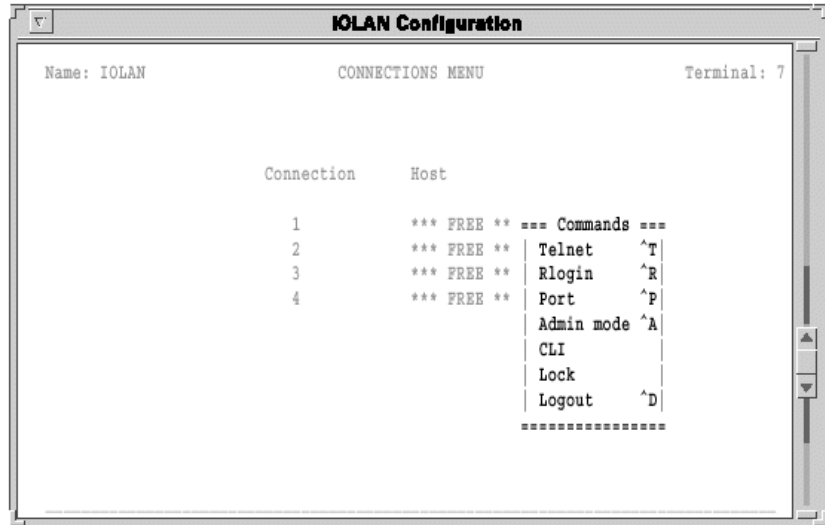 IOLAN Configuration
Name: IOLAN CONNECTIONS MENU Terminal: 7
Connection Host
1 *** FREE ** === Commands ===
2 *** FREE ** | Telnet ^T|
3 *** FREE ** | Rlogin ^R|
4 *** FREE ** | Port ^P|
| Admin mode ^A|
| CLI |
| Lock |
| Logout ^D|
================